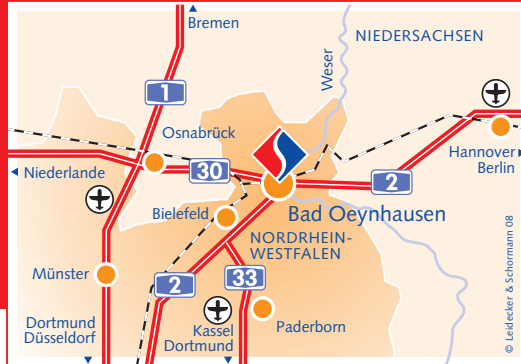 Bremen
NIEDERSACHSEN
Weser
1
Osnabrück
Hannover
Berlin
Niederlande
30
2
Bielefeld
Bad Oeynhausen
NORDRHEIN-
WESTFALEN
Münster
2
33
Paderborn
Dortmund
Düsseldorf
Kassel
Dortmund
© Leidecker & Schormann 08